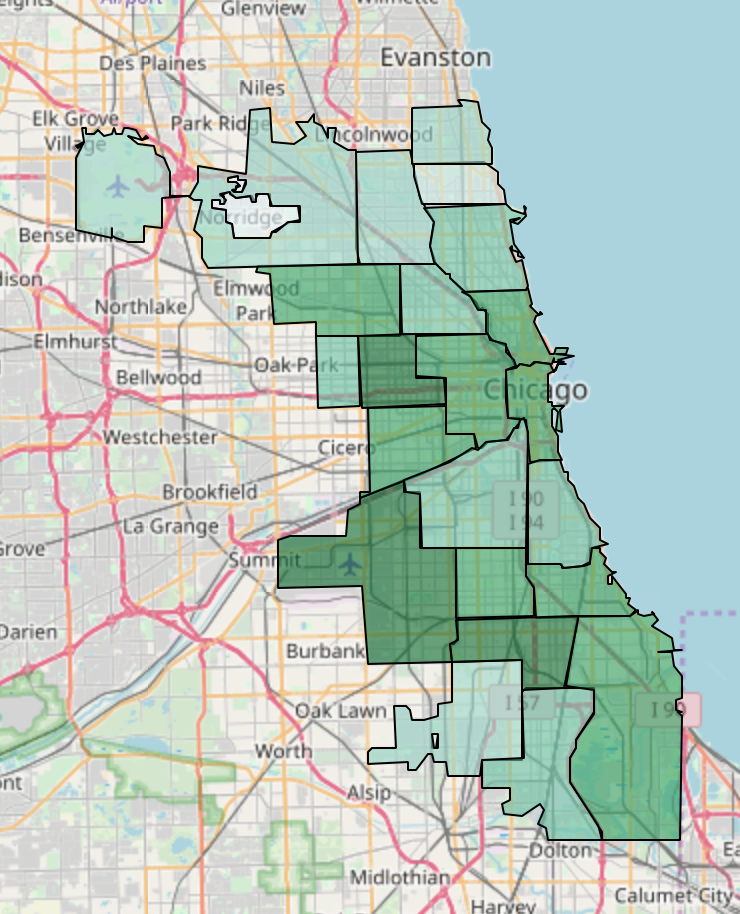 Airport
Glenview
Wilmette
Evanston
Des Plaines
Niles
Elk Grove
Village
Park Ridge
Lincolnwood
Norridge
Bensenville
Elmwood
Park
Northlake
Elmhurst
Oak Park
Bellwood
Chicago
Westchester
Cicero
Brookfield
I 90
I 94
La Grange
Grove
Summit
Darien
Burbank
Oak Lawn
I 57
I 90
Worth
Alsip
Dolton
Midlothian
Calumet City
Harvey